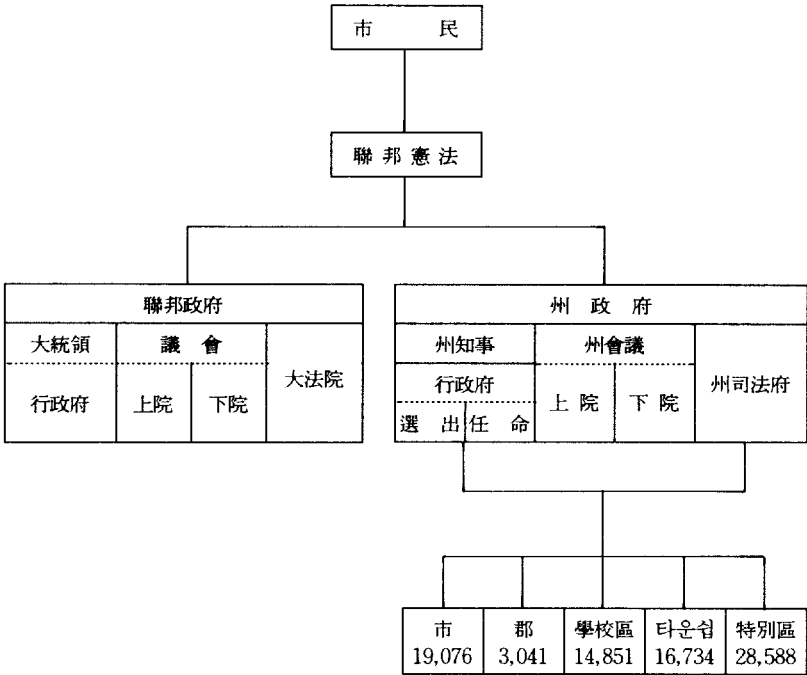 市 民
聯邦憲法
聯邦政府
大統領 議會 大法院
行政府 上院 下院
州 政 府
州知事 州會議 州司法府
行政府 上院 下院
選 出 任 命
市 郡 學校區 타운쉽 特別區
19,076 3,041 14,851 16,734 28,588